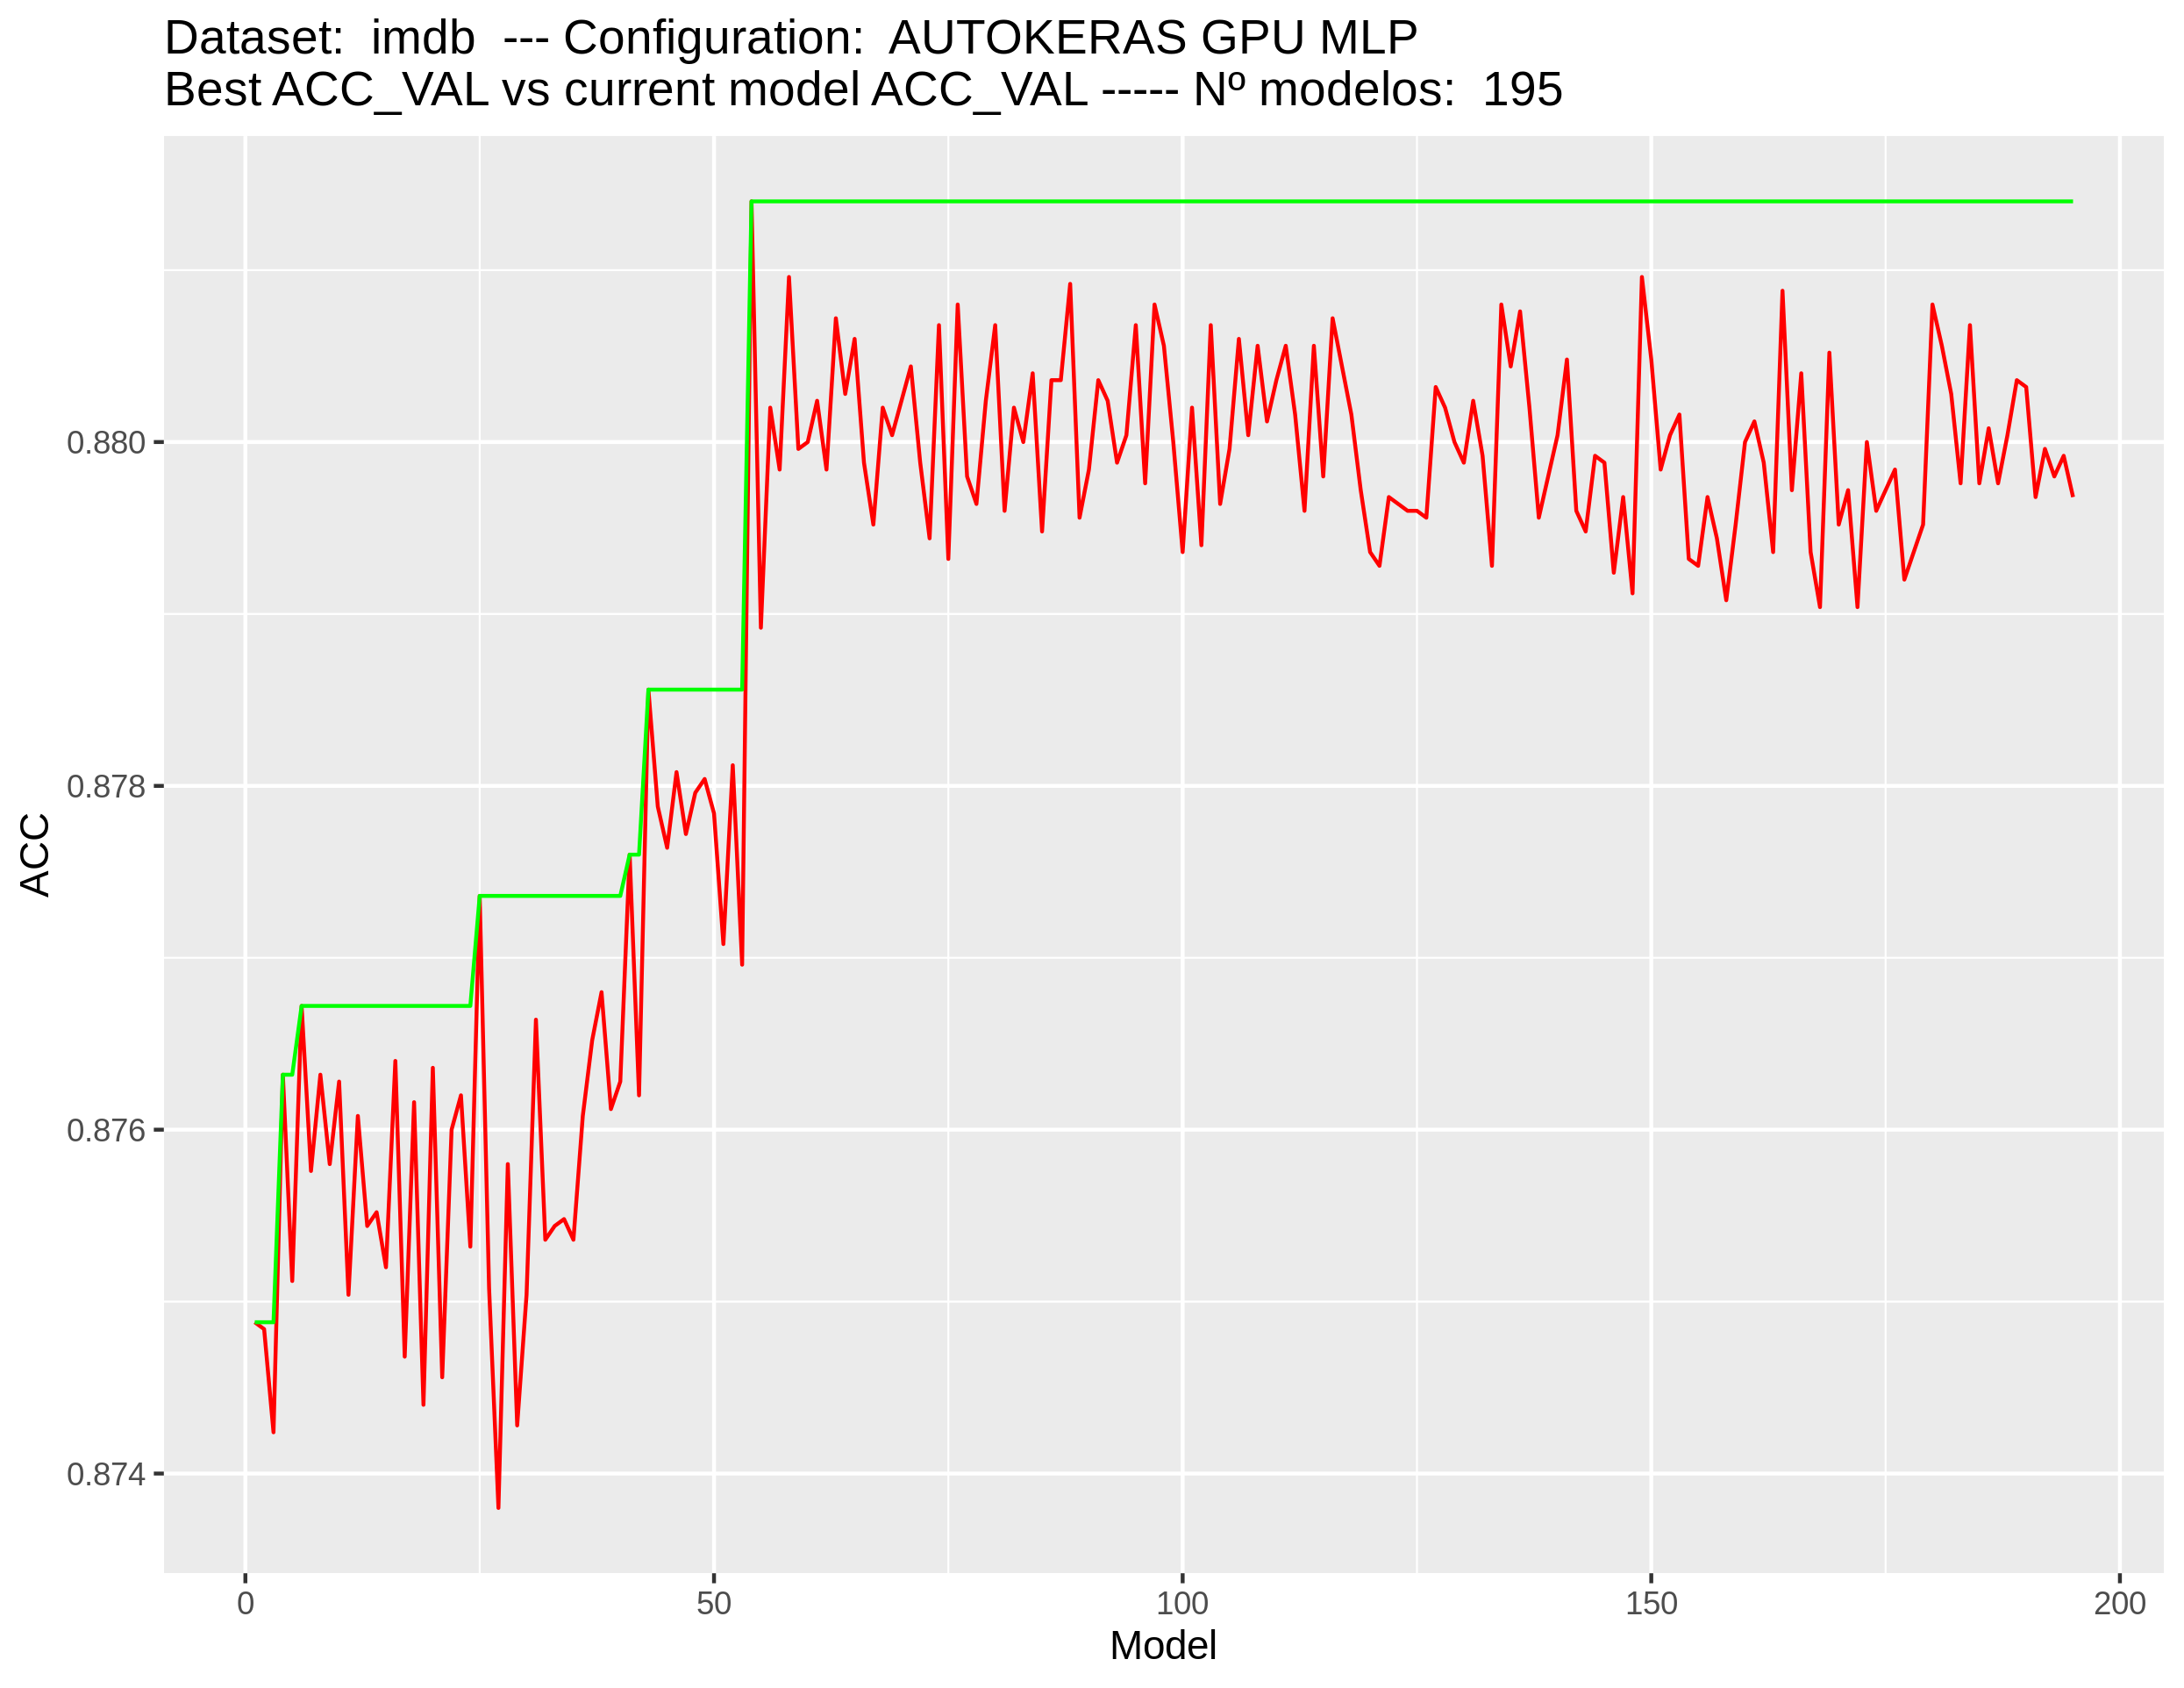 Dataset:  imdb  --- Configuration:  AUTOKERAS GPU MLP
Best ACC_VAL vs current model ACC_VAL ----- Nº modelos:  195
0.880
0.878
0.876
0.874
ACC
0 50 100 150 200
Model